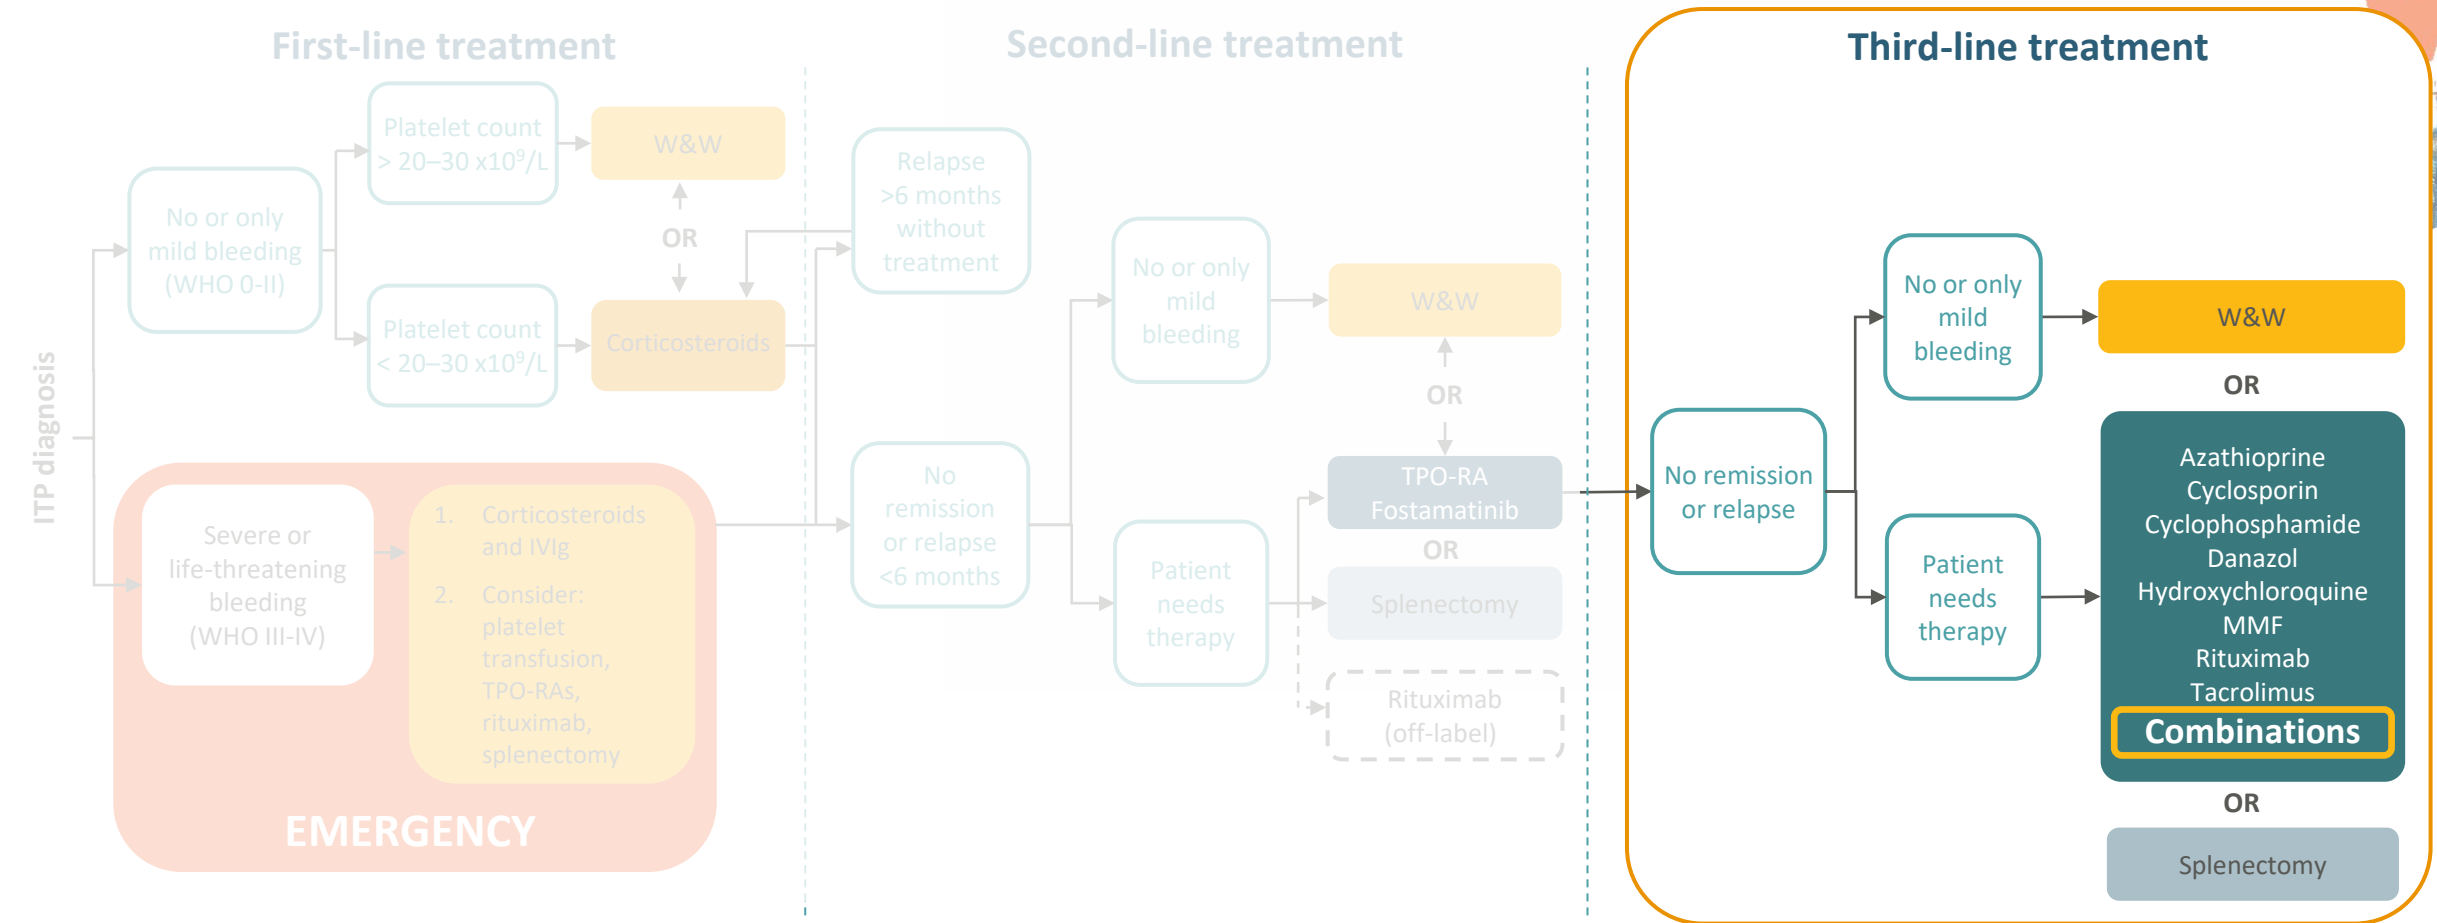 First-line treatment
Second-line treatment
Third-line treatment
ITP diagnosis
No or only
mild bleeding
(WHO 0-II)
Platelet count
> 20–30 x10⁹/L
W&W
OR
Platelet count
< 20–30 x10⁹/L
Corticosteroids
Severe or
life-threatening
bleeding
(WHO III-IV)
1. Corticosteroids
and IVIg
2. Consider:
platelet
transfusion,
TPO-RAs,
rituximab,
splenectomy
EMERGENCY
Relapse
>6 months
without
treatment
No
remission
or relapse
<6 months
No or only
mild
bleeding
W&W
OR
Patient
needs
therapy
TPO-RA
Fostamatinib
OR
Splenectomy
Rituximab
(off-label)
No remission
or relapse
No or only
mild
bleeding
W&W
OR
Patient
needs
therapy
Azathioprine
Cyclosporin
Cyclophosphamide
Danazol
Hydroxychloroquine
MMF
Rituximab
Tacrolimus
Combinations
OR
Splenectomy